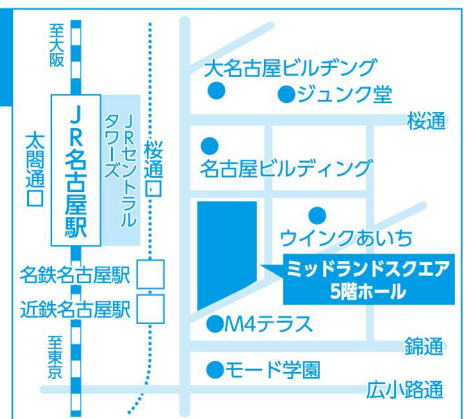 至大阪
JR名古屋駅
JRセントラル
タワーズ
桜通口
太閤通口
名鉄名古屋駅
近鉄名古屋駅
至東京
大名古屋ビルヂング
ジュンク堂
桜通
名古屋ビルディング
ウインクあいち
ミッドランドスクエア
5階ホール
M4テラス
錦通
モード学園
広小路通